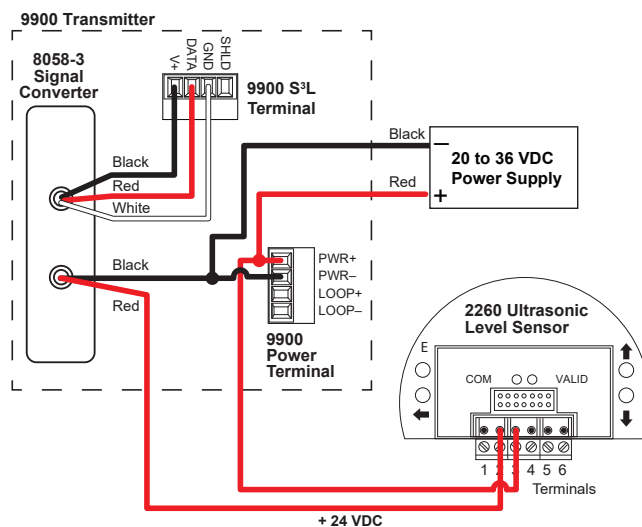 9900 Transmitter
8058-3
Signal
Converter
V+
DATA
GND
SHLD
9900 S³L
Terminal
Black
Red
White
Black
Red
20 to 36 VDC
Power Supply
−
+
Black
Red
PWR+
PWR–
LOOP+
LOOP–
9900
Power
Terminal
2260 Ultrasonic
Level Sensor
E
COM
VALID
1 2 3 4 5 6
Terminals
+ 24 VDC